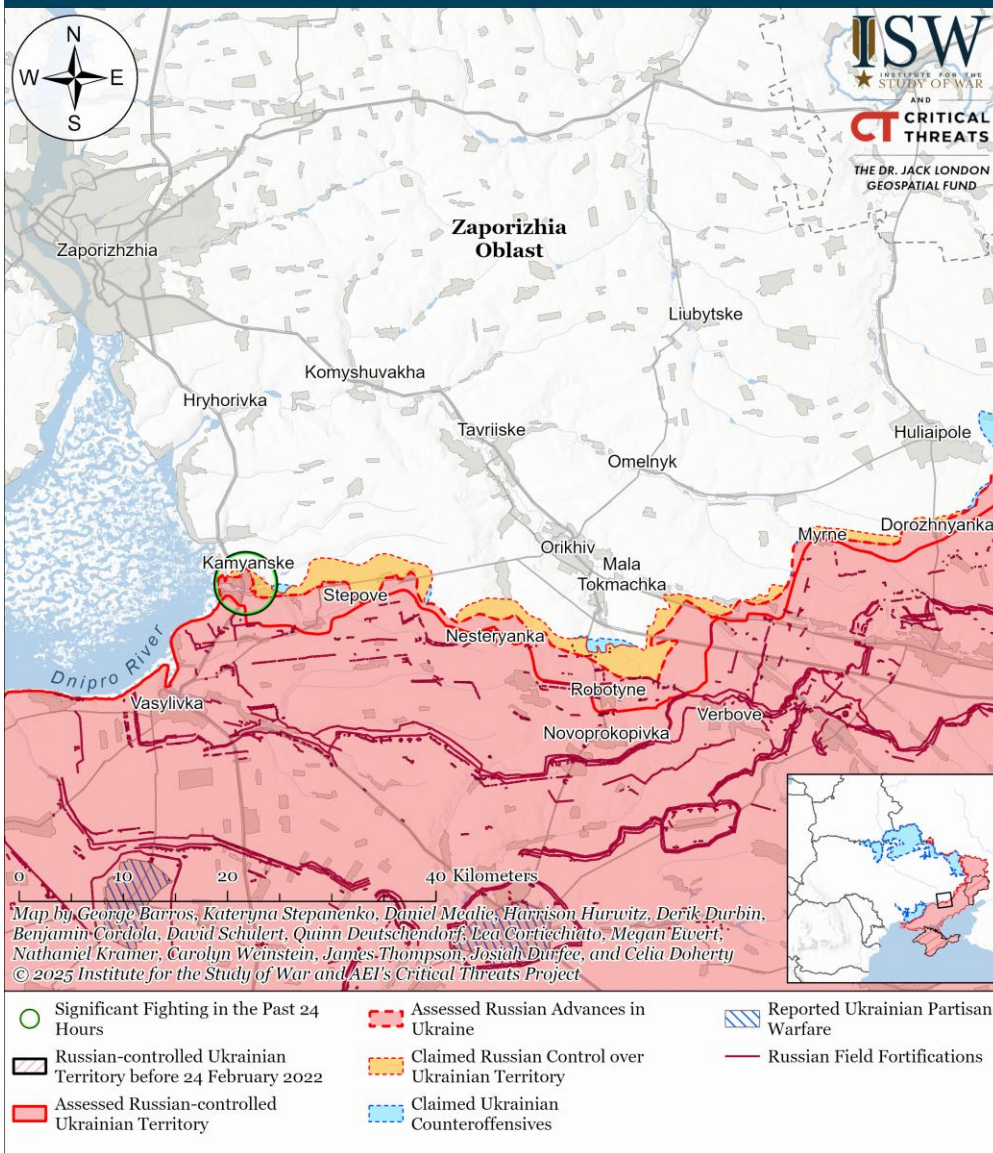 N
W
E
S
ISW
INSTITUTE FOR THE
STUDY OF WAR
AND
CT CRITICAL
THREATS
THE DR. JACK LONDON
GEOSPATIAL FUND
Zaporizhia
Oblast
Zaporizhzhia
Liubytske
Komyshuvakha
Hryhorivka
Tavriiske
Huliaipole
Omelnyk
Dorozhnyanka
Myrne
Orikhiv
Kamyanske
Mala
Tokmachka
Stepove
Nesteryanka
Dnipro River
Robotyne
Vasylivka
Verbove
Novoprokopivka
0 10 20 40 Kilometers
Map by George Barros, Kateryna Stepanenko, Daniel Mealie, Harrison Hurwitz, Derik Durbin,
Benjamin Cordola, David Schulert, Quinn Deutschendorf, Lea Corticchiato, Megan Ewert,
Nathaniel Kramer, Carolyn Weinstein, James Thompson, Josiah Durfee, and Celia Doherty
© 2025 Institute for the Study of War and AEI's Critical Threats Project
Significant Fighting in the Past 24
Hours
Russian-controlled Ukrainian
Territory before 24 February 2022
Assessed Russian-controlled
Ukrainian Territory
Assessed Russian Advances in
Ukraine
Claimed Russian Control over
Ukrainian Territory
Claimed Ukrainian
Counteroffensives
Reported Ukrainian Partisan
Warfare
Russian Field Fortifications